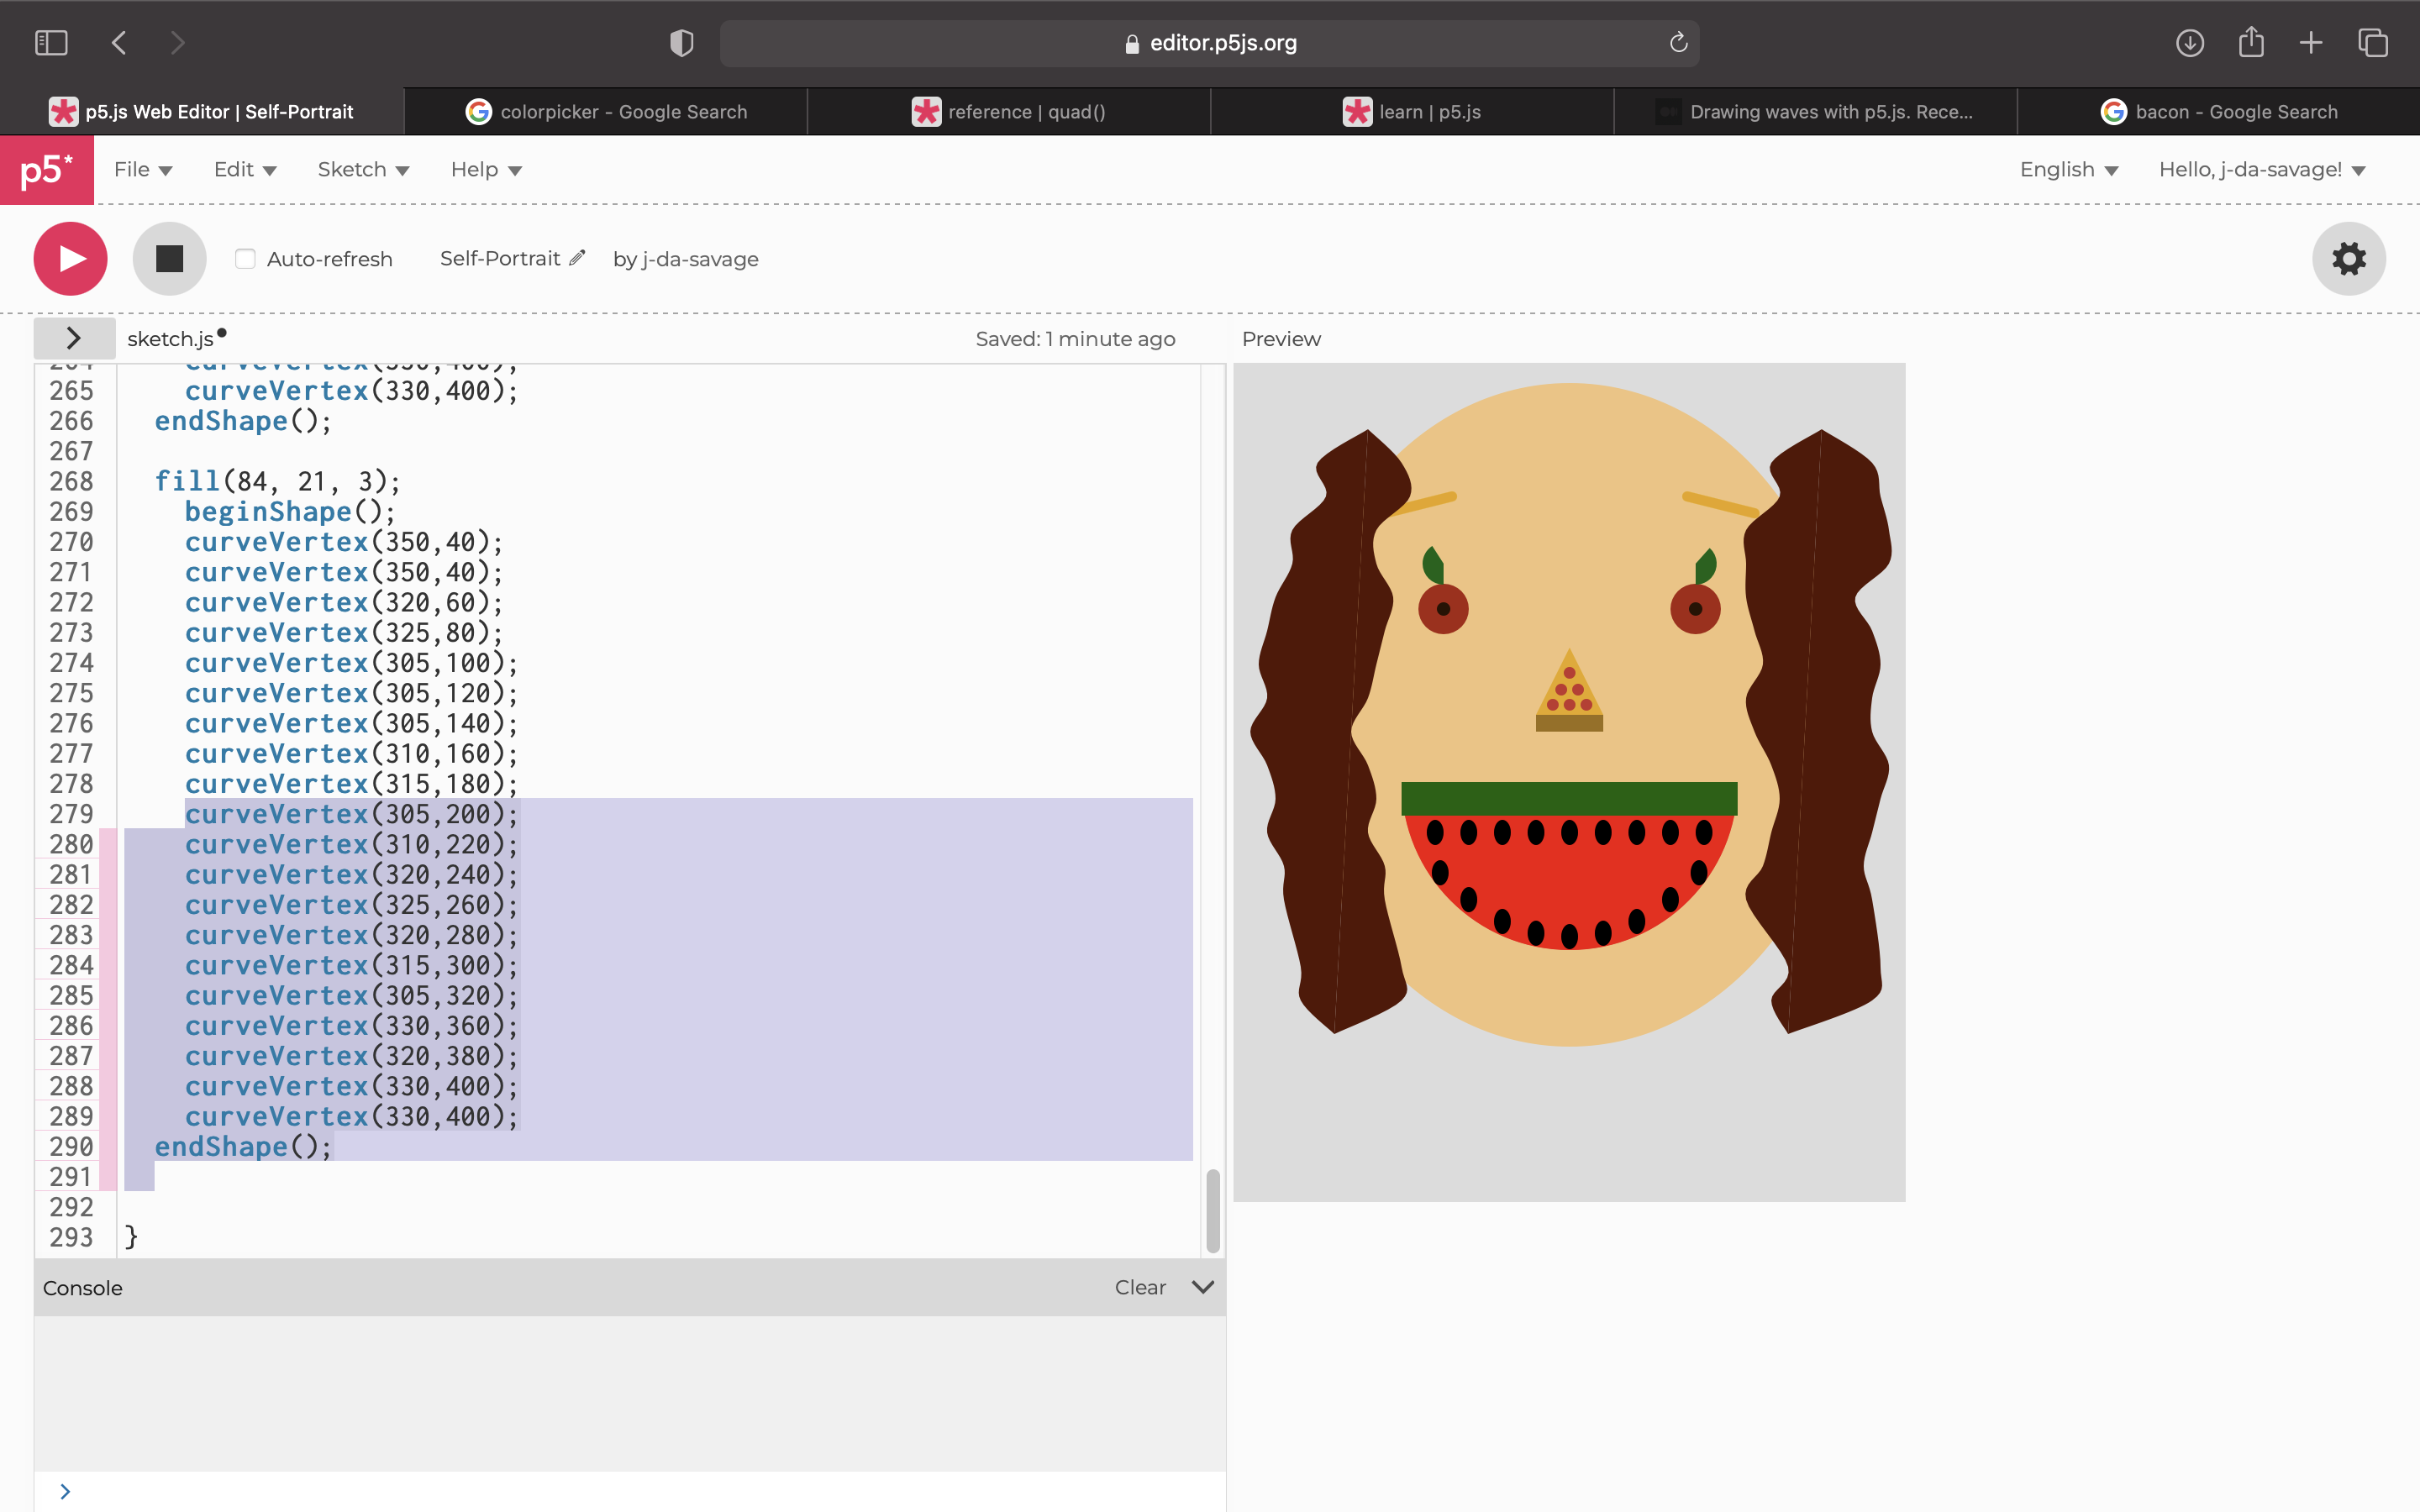 editor.p5js.org
p5.js Web Editor | Self-Portrait
colorpicker - Google Search
reference | quad()
learn | p5.js
Drawing waves with p5.js. Rece...
bacon - Google Search
p5*
File
Edit
Sketch
Help
English
Hello, j-da-savage!
Auto-refresh
Self-Portrait
by j-da-savage
sketch.js
Saved: 1 minute ago
Preview
265 curveVertex(330,400);
266 endShape();
267
268 fill(84, 21, 3);
269 beginShape();
270 curveVertex(350,40);
271 curveVertex(350,40);
272 curveVertex(320,60);
273 curveVertex(325,80);
274 curveVertex(305,100);
275 curveVertex(305,120);
276 curveVertex(305,140);
277 curveVertex(310,160);
278 curveVertex(315,180);
279 curveVertex(305,200);
280 curveVertex(310,220);
281 curveVertex(320,240);
282 curveVertex(325,260);
283 curveVertex(320,280);
284 curveVertex(315,300);
285 curveVertex(305,320);
286 curveVertex(330,360);
287 curveVertex(320,380);
288 curveVertex(330,400);
289 curveVertex(330,400);
290 endShape();
291
292
293 }
Console
Clear